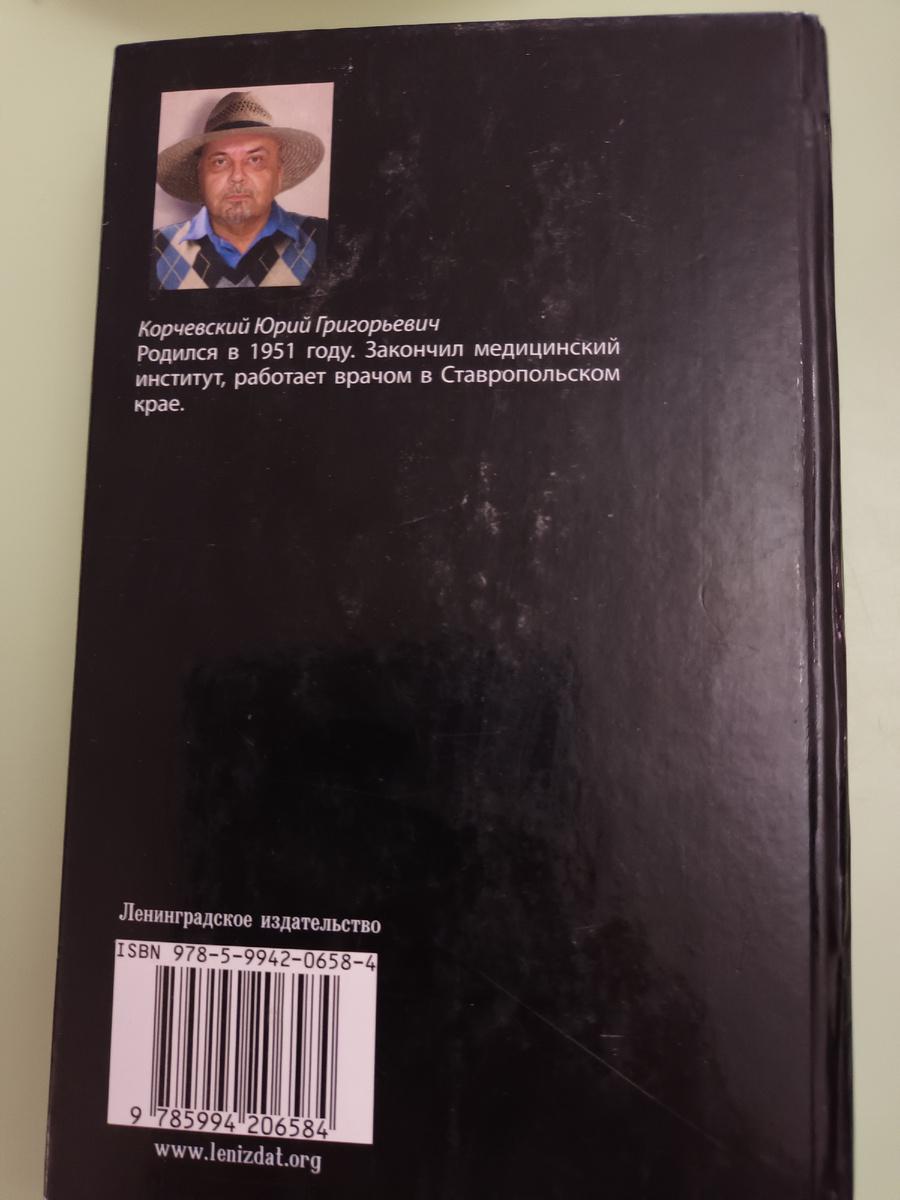 Корчевский Юрий Григорьевич
Родился в 1951 году. Закончил медицинский
институт, работает врачом в Ставропольском
крае.
Ленинградское издательство
ISBN 978-5-9942-0658-4
9 785994 206584
www.lenizdat.org